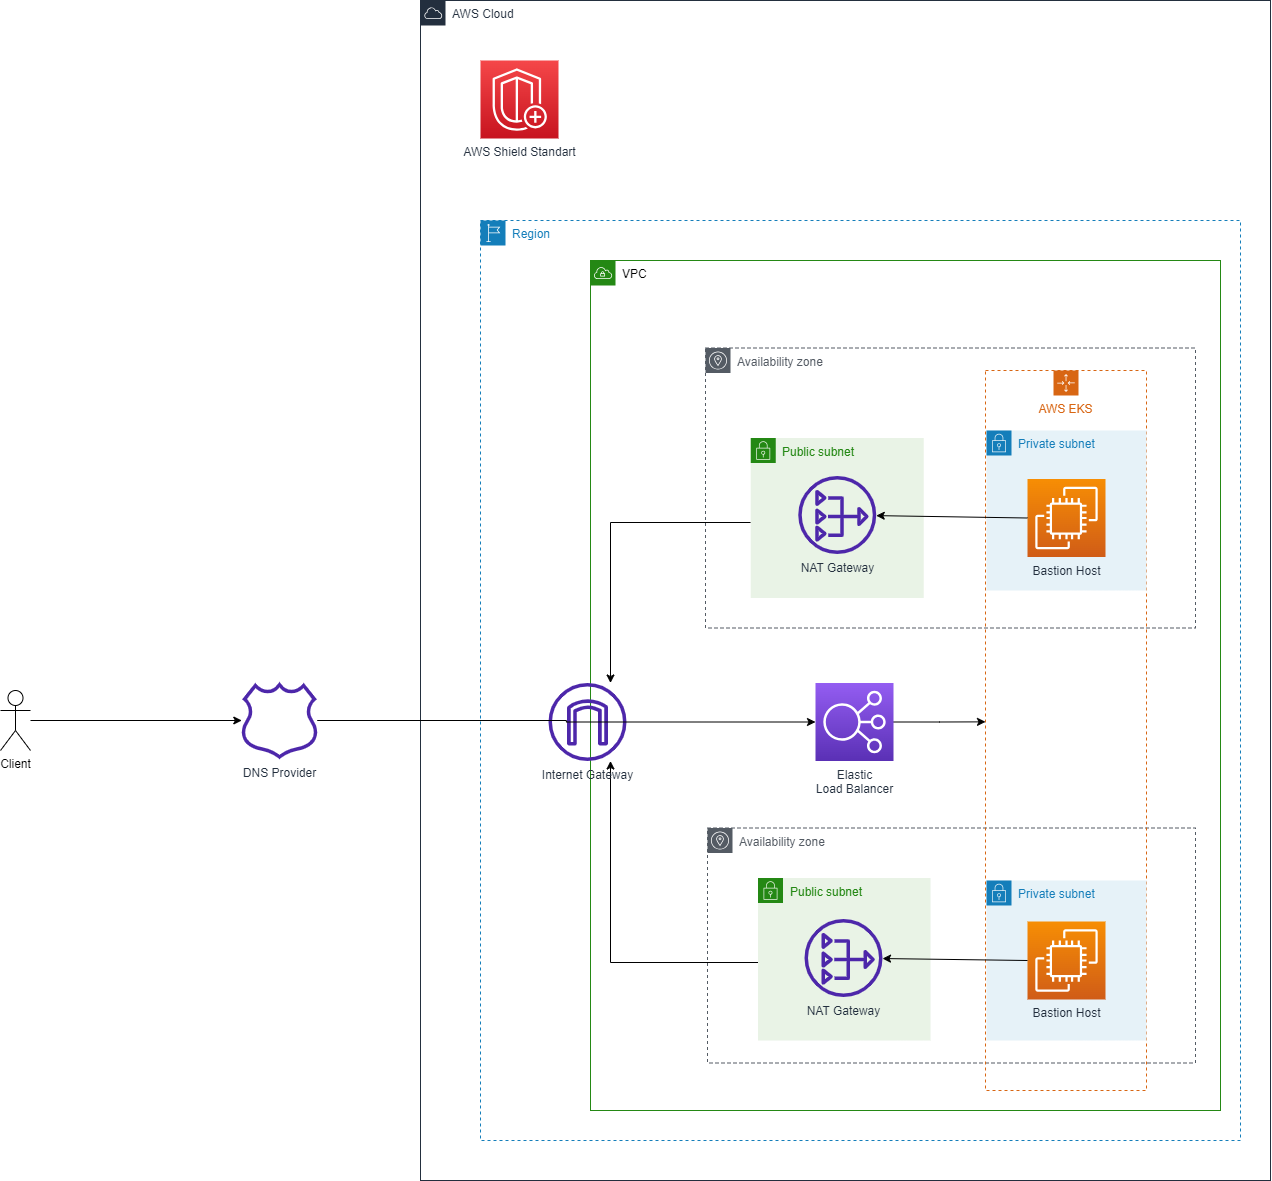 AWS Cloud
AWS Shield Standart
Region
VPC
Availability zone
AWS EKS
Private subnet
Public subnet
NAT Gateway
Bastion Host
Client
DNS Provider
Internet Gateway
Elastic
Load Balancer
Availability zone
Public subnet
Private subnet
NAT Gateway
Bastion Host